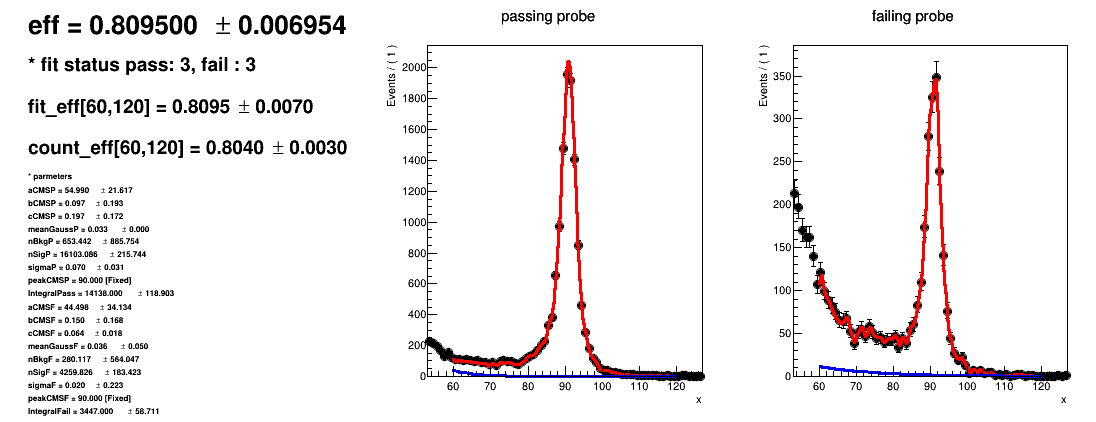 eff = 0.809500 ± 0.006954
* fit status pass: 3, fail : 3
fit_eff[60,120] = 0.8095 ± 0.0070
count_eff[60,120] = 0.8040 ± 0.0030
* parmeters
aCMSP = 54.990 ± 21.617
bCMSP = 0.097 ± 0.193
cCMSP = 0.197 ± 0.172
meanGaussP = 0.033 ± 0.000
nBkgP = 653.442 ± 885.754
nSigP = 16103.086 ± 215.744
sigmaP = 0.070 ± 0.031
peakCMSP = 90.000 [Fixed]
IntegralPass = 14138.000 ± 118.903
aCMSF = 44.498 ± 34.134
bCMSF = 0.150 ± 0.168
cCMSF = 0.064 ± 0.018
meanGaussF = 0.036 ± 0.050
nBkgF = 280.117 ± 564.047
nSigF = 4259.826 ± 183.423
sigmaF = 0.020 ± 0.223
peakCMSF = 90.000 [Fixed]
IntegralFail = 3447.000 ± 58.711
passing probe
Events / ( 1 )
2000
1800
1600
1400
1200
1000
800
600
400
200
0
60 70 80 90 100 110 120
x
failing probe
Events / ( 1 )
350
300
250
200
150
100
50
0
60 70 80 90 100 110 120
x